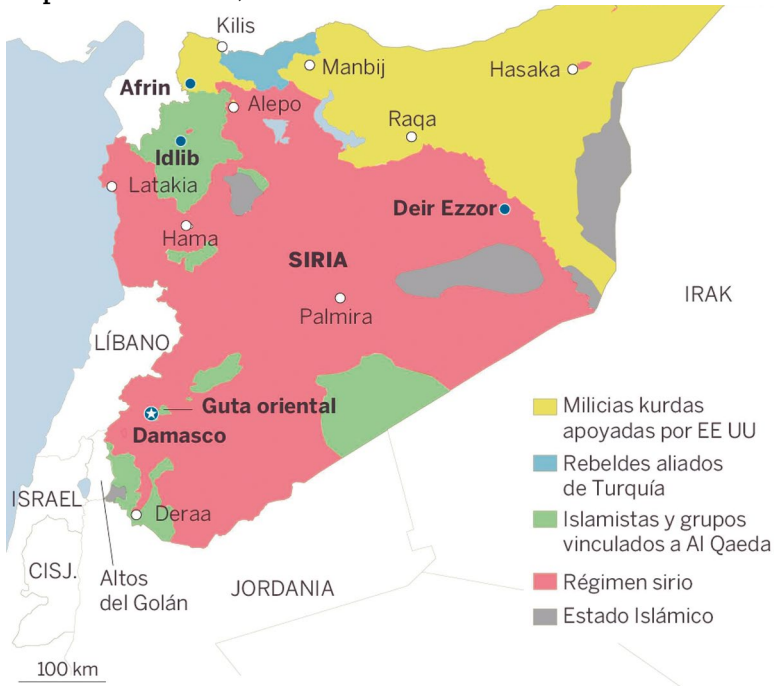 Kilis
Manbij
Hasaka
Afrin
Alepo
Raqa
Idlib
Latakia
Deir Ezzor
Hama
SIRIA
IRAK
Palmira
LÍBANO
Guta oriental
Damasco
ISRAEL
Deraa
CISJ.
Altos
del Golán
JORDANIA
100 km
Milicias kurdas
apoyadas por EE UU
Rebeldes aliados
de Turquía
Islamistas y grupos
vinculados a Al Qaeda
Régimen sirio
Estado Islámico